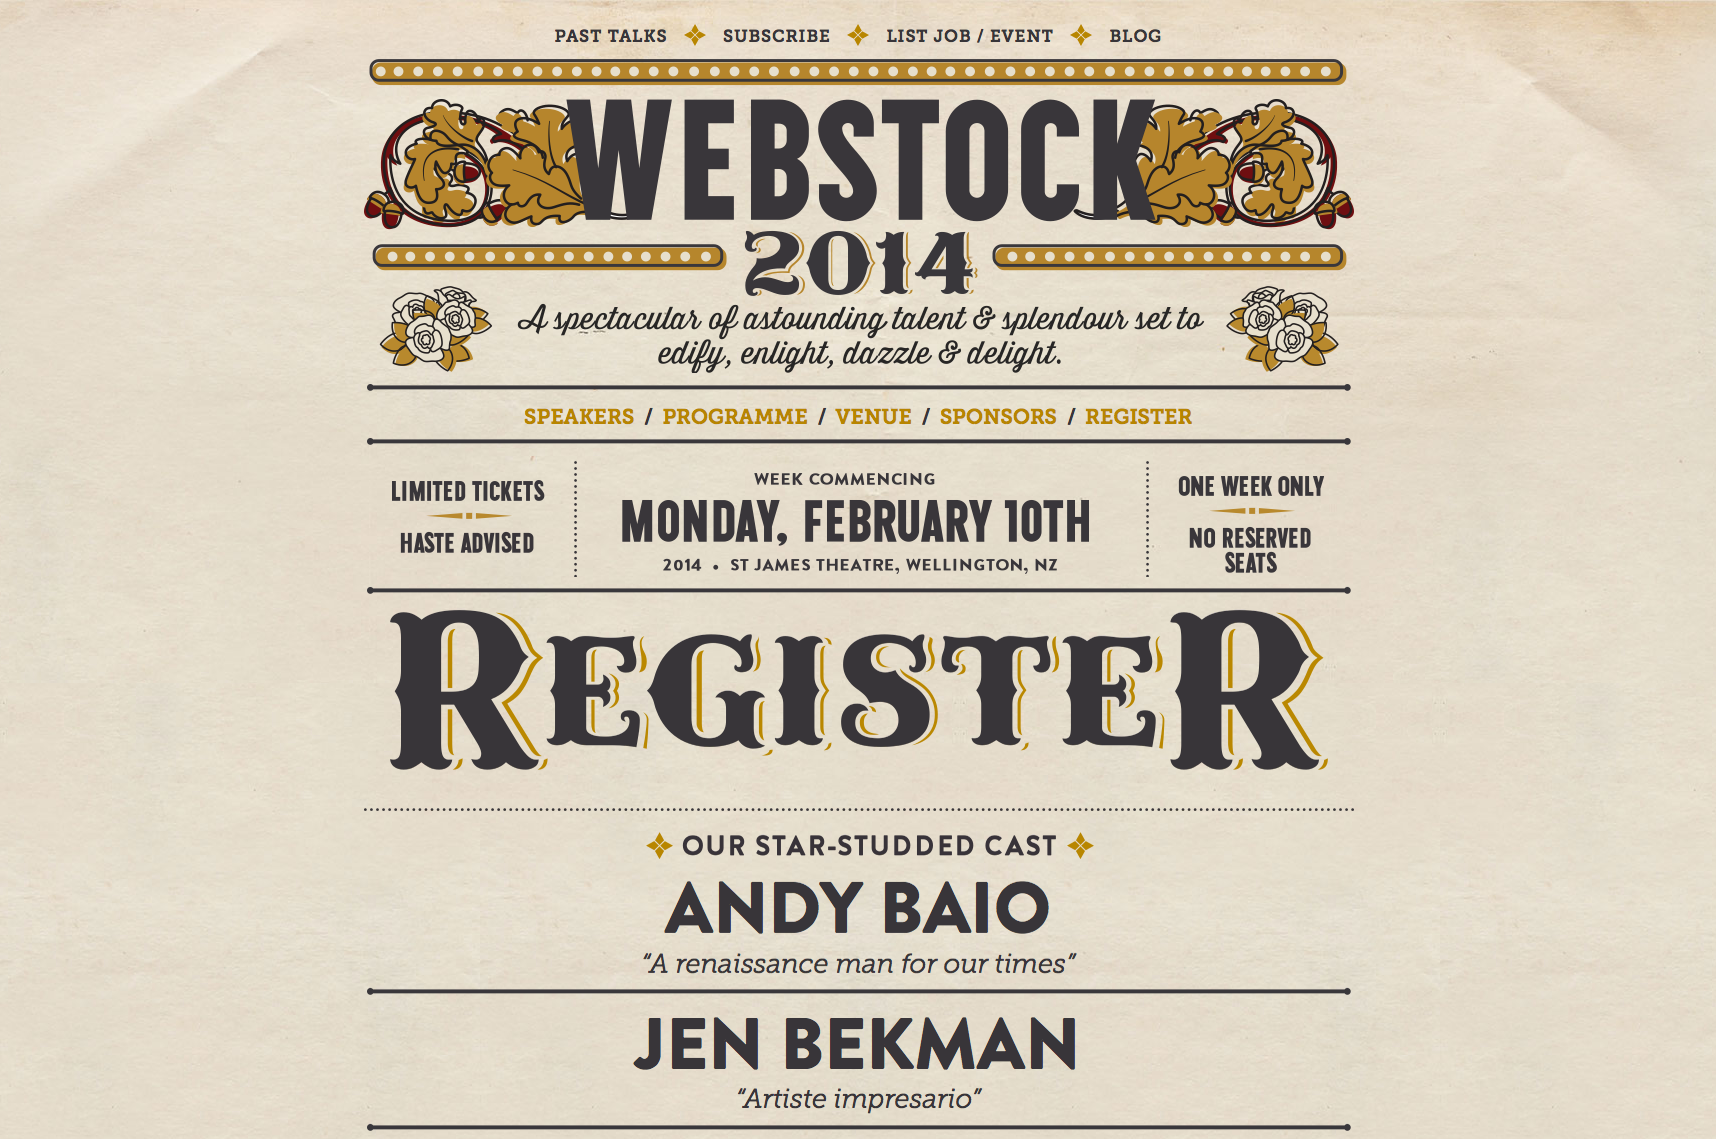 PAST TALKS SUBSCRIBE LIST JOB / EVENT BLOG
WEBSTOCK
2014
A spectacular of astounding talent & splendour set to
edify, enlight, dazzle & delight.
SPEAKERS / PROGRAMME / VENUE / SPONSORS / REGISTER
LIMITED TICKETS
HASTE ADVISED
WEEK COMMENCING
MONDAY, FEBRUARY 10TH
2014 • ST JAMES THEATRE, WELLINGTON, NZ
ONE WEEK ONLY
NO RESERVED
SEATS
REGISTER
OUR STAR-STUDDED CAST
ANDY BAIO
“A renaissance man for our times”
JEN BEKMAN
“Artiste impresario”